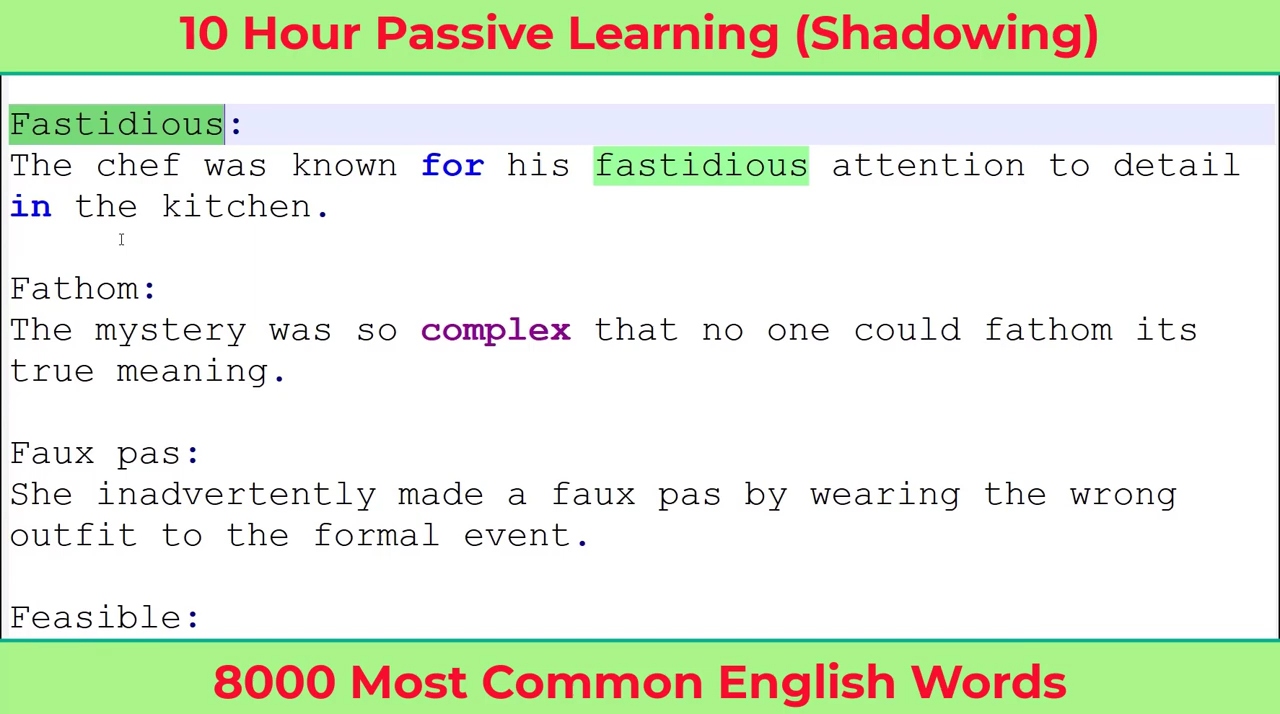 10 Hour Passive Learning (Shadowing)
Fastidious:
The chef was known for his fastidious attention to detail
in the kitchen.
Fathom:
The mystery was so complex that no one could fathom its
true meaning.
Faux pas:
She inadvertently made a faux pas by wearing the wrong
outfit to the formal event.
Feasible:
8000 Most Common English Words